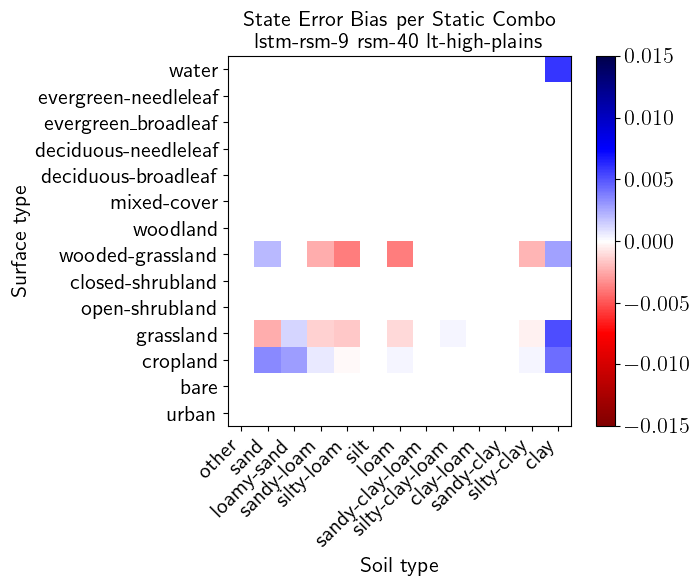 State Error Bias per Static Combo
lstm-rsm-9 rsm-40 lt-high-plains
Surface type
water
evergreen-needleleaf
evergreen_broadleaf
deciduous-needleleaf
deciduous-broadleaf
mixed-cover
woodland
wooded-grassland
closed-shrubland
open-shrubland
grassland
cropland
bare
urban
other
sand
loamy-sand
sandy-loam
silty-loam
silt
loam
sandy-clay-loam
silty-clay-loam
clay-loam
sandy-clay
silty-clay
clay
Soil type
0.015
0.010
0.005
0.000
−0.005
−0.010
−0.015